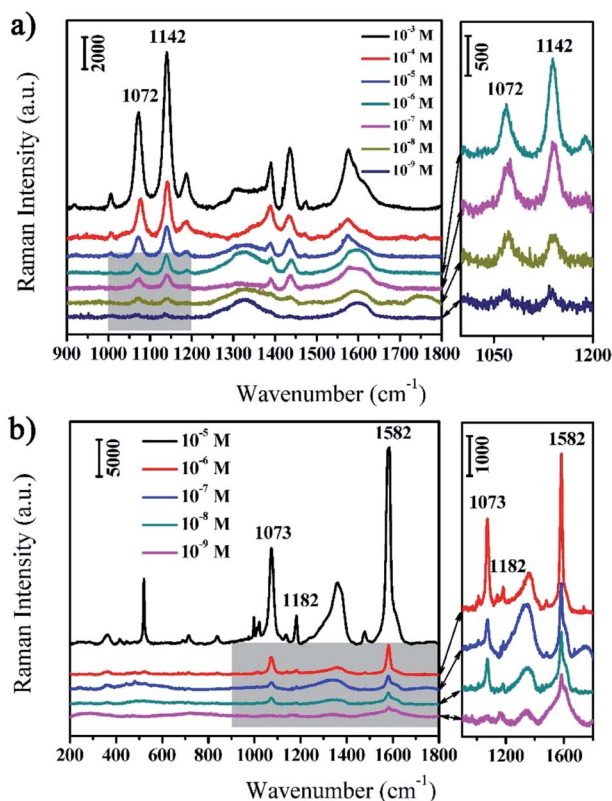 a)
2000
1072
1142
10⁻³ M
10⁻⁴ M
10⁻⁵ M
10⁻⁶ M
10⁻⁷ M
10⁻⁸ M
10⁻⁹ M
Raman Intensity (a.u.)
900 1000 1100 1200 1300 1400 1500 1600 1700 1800
Wavenumber (cm⁻¹)
500
1072
1142
1050 1200
b)
5000
10⁻⁵ M
10⁻⁶ M
10⁻⁷ M
10⁻⁸ M
10⁻⁹ M
1073
1182
1582
Raman Intensity (a.u.)
200 400 600 800 1000 1200 1400 1600 1800
Wavenumber (cm⁻¹)
1000
1073
1182
1582
1200 1600